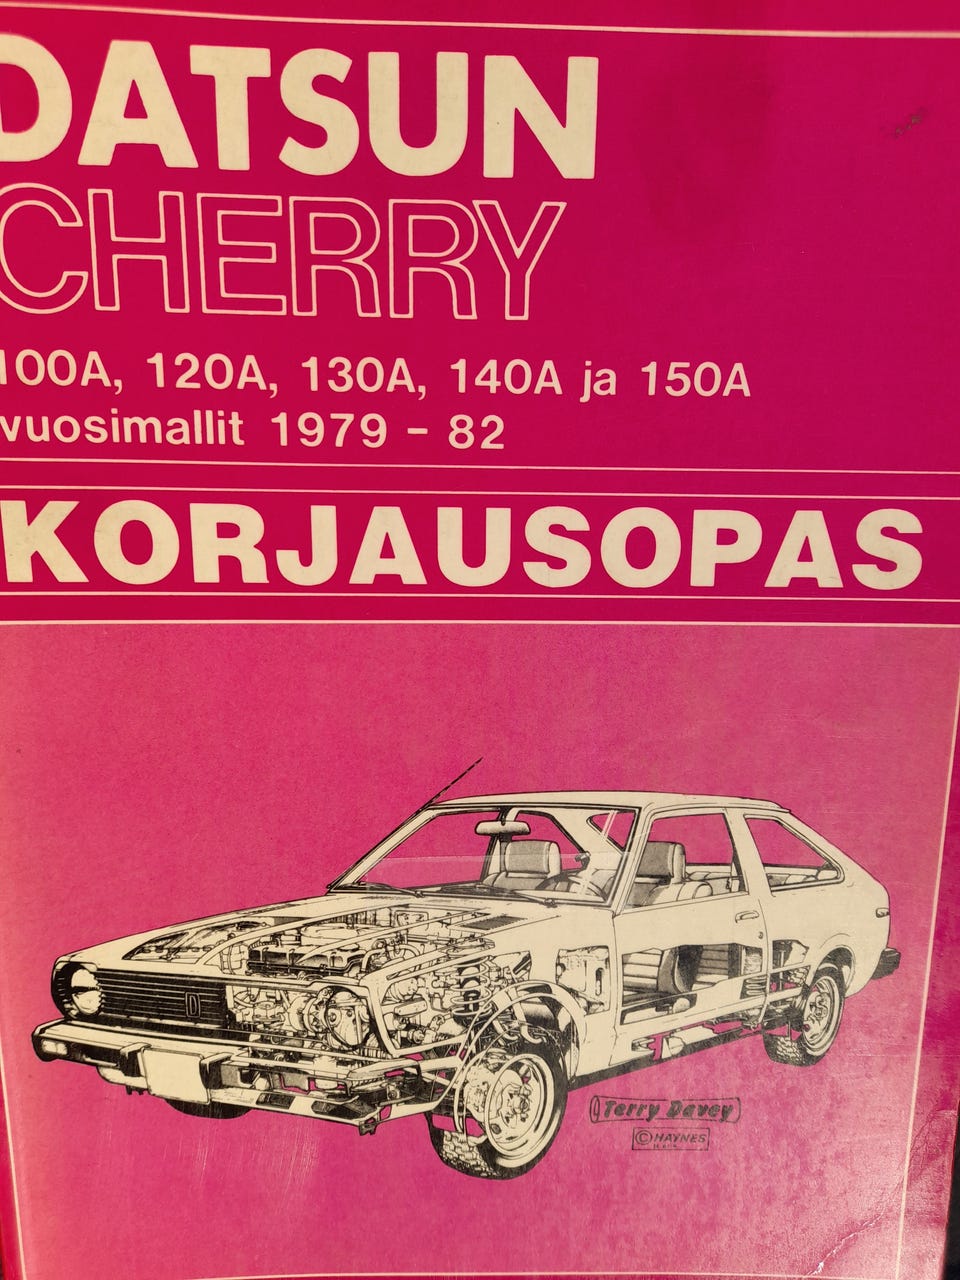 DATSUN
CHERRY
100A, 120A, 130A, 140A ja 150A
vuosimallit 1979 - 82
KORJAUSOPAS
D
Terry Davey
© HAYNES